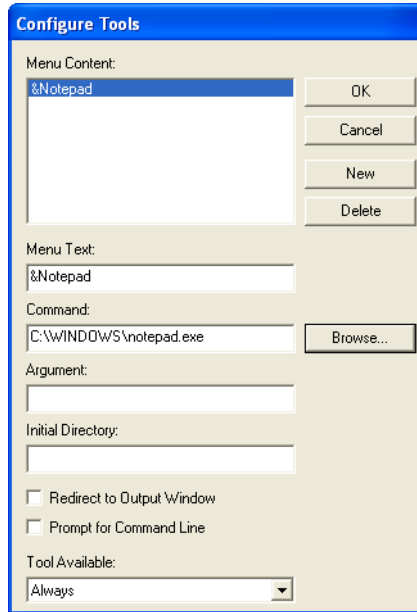 Configure Tools
Menu Content:
&Notepad
OK
Cancel
New
Delete
Menu Text:
&Notepad
Command:
C:\WINDOWS\notepad.exe
Browse...
Argument:
Initial Directory:
Redirect to Output Window
Prompt for Command Line
Tool Available:
Always